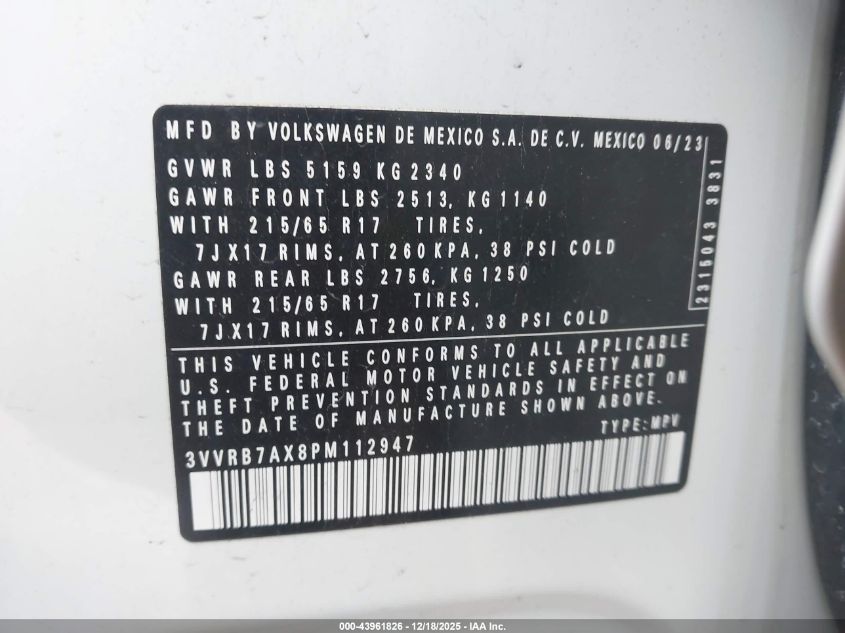 MFD BY VOLKSWAGEN DE MEXICO S.A. DE C.V. MEXICO 06/23
GVWR LBS 5159 KG 2340
GAWR FRONT LBS 2513, KG 1140
WITH 215/65 R17 TIRES,
7JX17 RIMS, AT 260 KPA, 38 PSI COLD
GAWR REAR LBS 2756, KG 1250
WITH 215/65 R17 TIRES,
7JX17 RIMS, AT 260 KPA, 38 PSI COLD
2315043 3831
THIS VEHICLE CONFORMS TO ALL APPLICABLE
U.S. FEDERAL MOTOR VEHICLE SAFETY AND
THEFT PREVENTION STANDARDS IN EFFECT ON
THE DATE OF MANUFACTURE SHOWN ABOVE.
TYPE:MPV
3VVRB7AX8PM112947
000-43961826 - 12/18/2025 - IAA Inc.